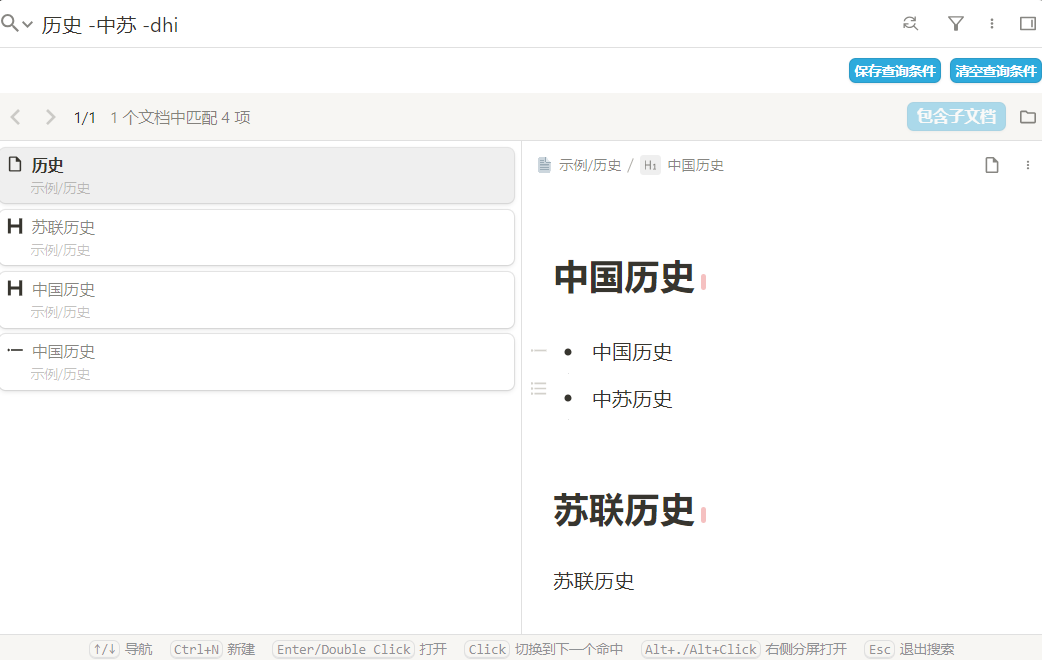 历史 -中苏 -dhi
保存查询条件 清空查询条件
1/1 1 个文档中匹配 4 项 包含子文档
历史
示例/历史
苏联历史
示例/历史
中国历史
示例/历史
中国历史
示例/历史
示例/历史 / H1 中国历史
中国历史
• 中国历史
• 中苏历史
苏联历史
苏联历史
↑/↓ 导航 Ctrl+N 新建 Enter/Double Click 打开 Click 切换到下一个命中 Alt+./Alt+Click 右侧分屏打开 Esc 退出搜索